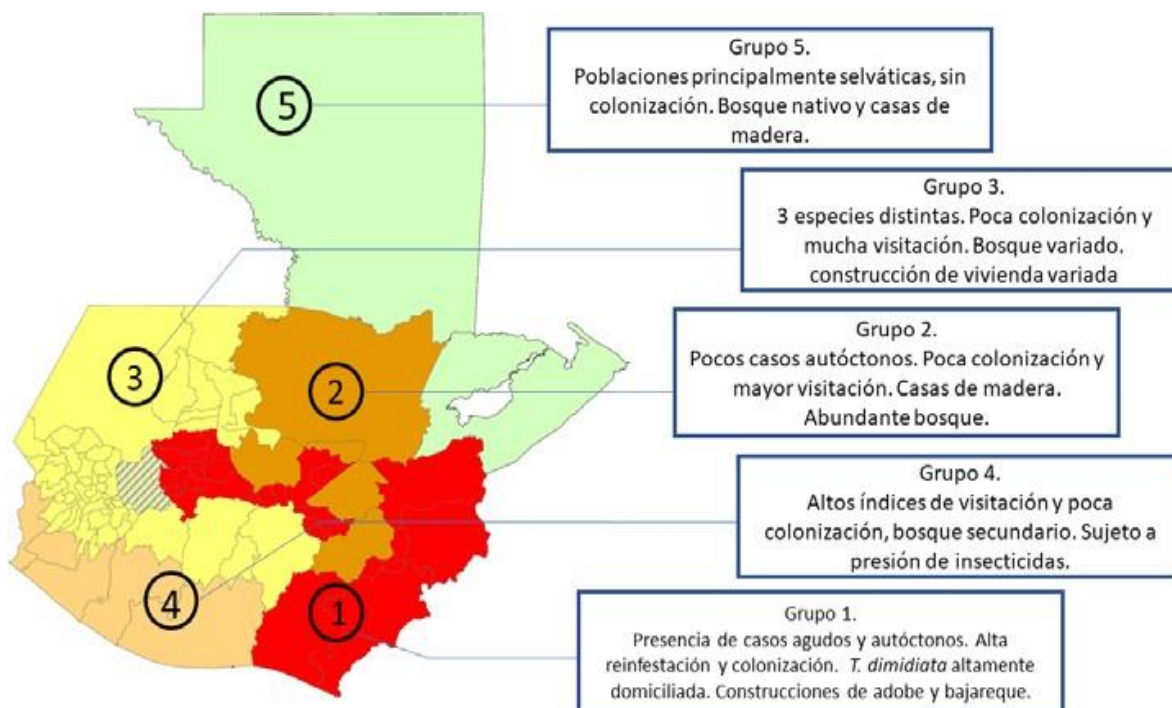 5
Grupo 5.
Poblaciones principalmente selváticas, sin
colonización. Bosque nativo y casas de
madera.
Grupo 3.
3 especies distintas. Poca colonización y
mucha visitación. Bosque variado.
construcción de vivienda variada
3
2
Grupo 2.
Pocos casos autóctonos. Poca colonización y
mayor visitación. Casas de madera.
Abundante bosque.
Grupo 4.
Altos índices de visitación y poca
colonización, bosque secundario. Sujeto a
presión de insecticidas.
4
1
Grupo 1.
Presencia de casos agudos y autóctonos. Alta
reinfestación y colonización. T. dimidiata altamente
domiciliada. Construcciones de adobe y bajareque.